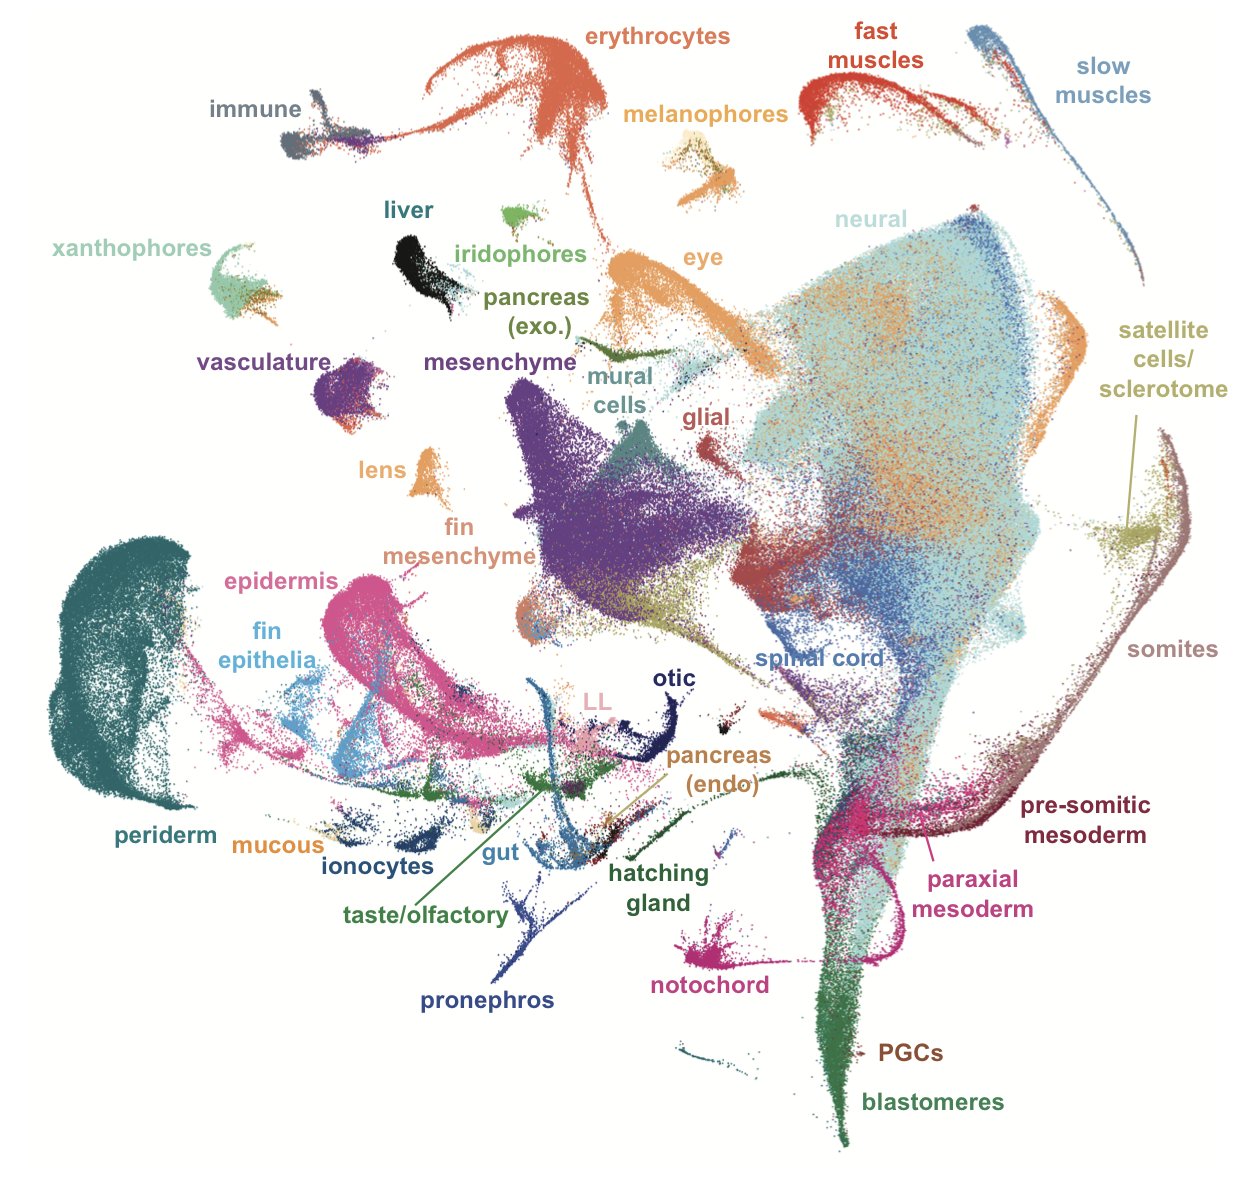 erythrocytes
fast
muscles
slow
muscles
immune
melanophores
liver
neural
xanthophores
iridophores
eye
pancreas
(exo.)
satellite
cells/
sclerotome
vasculature
mesenchyme
mural
cells
glial
lens
fin
mesenchyme
epidermis
fin
epithelia
spinal cord
somites
otic
LL
pancreas
(endo)
pre-somitic
mesoderm
periderm
mucous
ionocytes
gut
hatching
gland
paraxial
mesoderm
taste/olfactory
notochord
pronephros
PGCs
blastomeres